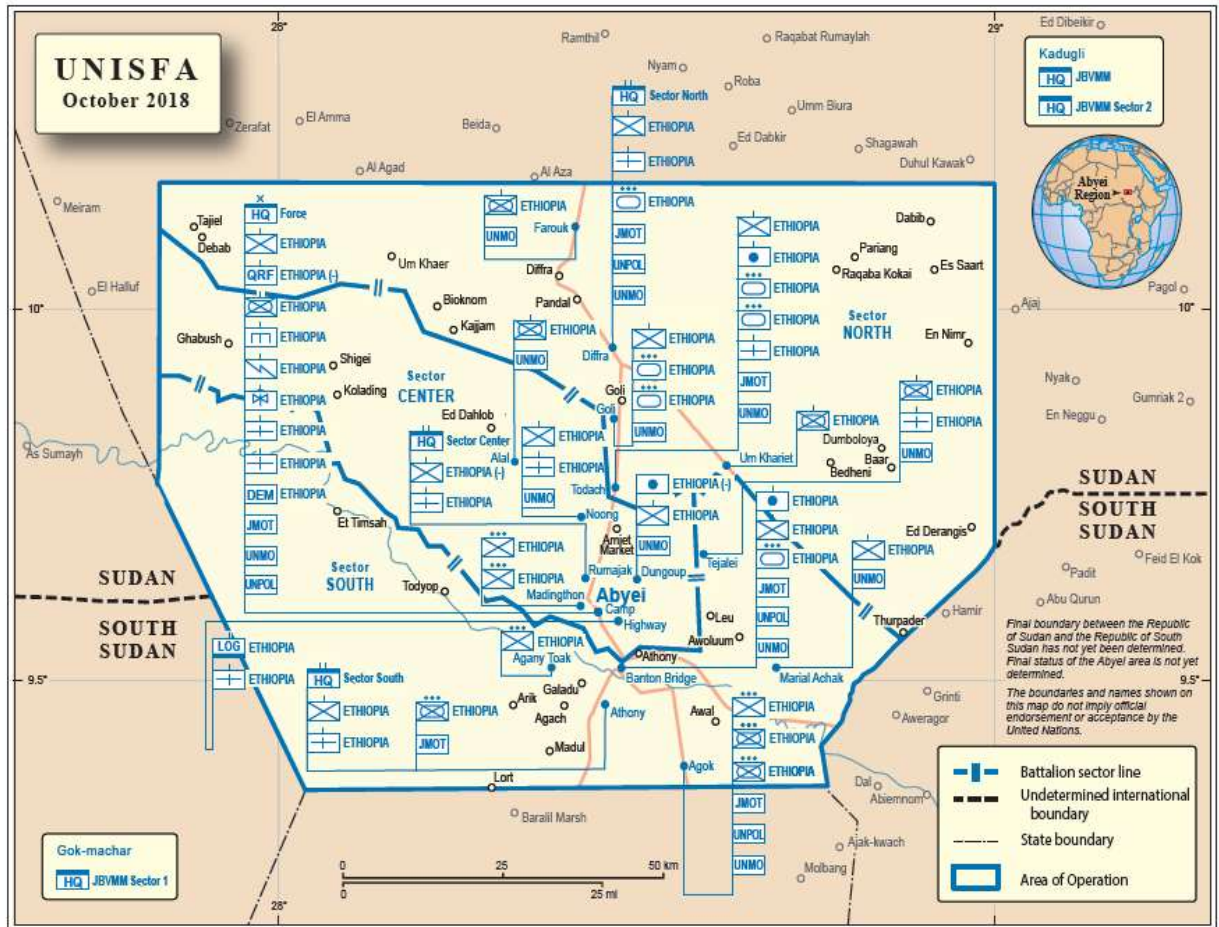 UNISFA
October 2018
28°
29°
Ed Dibeikir
Ramthil
Raqabat Rumaylah
Kadugli
HQ JBVMM
HQ JBVMM Sector 2
Nyam
Roba
HQ Sector North
Umm Biura
El Amma
Zerafat
Beida
ETHIOPIA
Ed Dabkir
Shagawah
Duhul Kawak
ETHIOPIA
Al Agad
Al Aza
Abyei
Region
Meiram
HQ Force
ETHIOPIA
ETHIOPIA
Dabib
Tajiel
Debab
ETHIOPIA
UNMO
Farouk
JMOT
ETHIOPIA
ETHIOPIA
Pariang
Um Khaer
UNPOL
QRF ETHIOPIA (-)
Diffra
Raqaba Kokai
Es Saart
El Halluf
UNMO
ETHIOPIA
Pagol
10°
ETHIOPIA
Bioknom
Pandal
Ajaj
10°
ETHIOPIA
Sector
NORTH
Ghabush
ETHIOPIA
Kajjam
ETHIOPIA
ETHIOPIA
En Nimr
UNMO
Diffra
ETHIOPIA
ETHIOPIA
Shigei
Sector
CENTER
ETHIOPIA
JMOT
Nyak
ETHIOPIA
Kolading
Goli
ETHIOPIA
UNMO
ETHIOPIA
Gumriak 2
ETHIOPIA
Ed Dahlob
Goli
UNMO
ETHIOPIA
ETHIOPIA
En Neggu
As Sumayh
HQ Sector Center
ETHIOPIA
Dumboloya
Baar
UNMO
ETHIOPIA
Alal
Um Khariet
Bedheni
ETHIOPIA (-)
ETHIOPIA
ETHIOPIA (-)
SUDAN
DEM ETHIOPIA
ETHIOPIA
UNMO
Todach
ETHIOPIA
SOUTH
SUDAN
JMOT
Et Timsah
Noong
ETHIOPIA
Ed Derangis
Amjet
Market
UNMO
ETHIOPIA
UNMO
ETHIOPIA
ETHIOPIA
Feid El Kok
Tejalei
ETHIOPIA
UNPOL
Sector
SOUTH
ETHIOPIA
Rumajak
Dungoup
UNMO
Padit
SUDAN
Todyop
Madingthon
Abyei
JMOT
Abu Qurun
Camp
Leu
UNPOL
Hamir
SOUTH
SUDAN
Highway
Thurpader
Awoluum
UNMO
LOG ETHIOPIA
ETHIOPIA
Athony
Agany Toak
Banton Bridge
Marial Achak
ETHIOPIA
HQ Sector South
9.5°
9.5°
Galadu
Grinti
ETHIOPIA
ETHIOPIA
Arik
Athony
ETHIOPIA
Agach
Awal
Aweragor
ETHIOPIA
JMOT
Madul
ETHIOPIA
Agok
ETHIOPIA
Lort
Dal
Abiemnom
JMOT
Baralil Marsh
UNPOL
Ajak-kwach
UNMO
Molbang
Final boundary between the Republic
of Sudan and the Republic of South
Sudan has not yet been determined.
Final status of the Abyei area is not yet
determined.
The boundaries and names shown on
this map do not imply official
endorsement or acceptance by the
United Nations.
Battalion sector line
Undetermined international
boundary
State boundary
Area of Operation
Gok-machar
HQ JBVMM Sector 1
0 25 50 km
0 25 mi
28°
29°